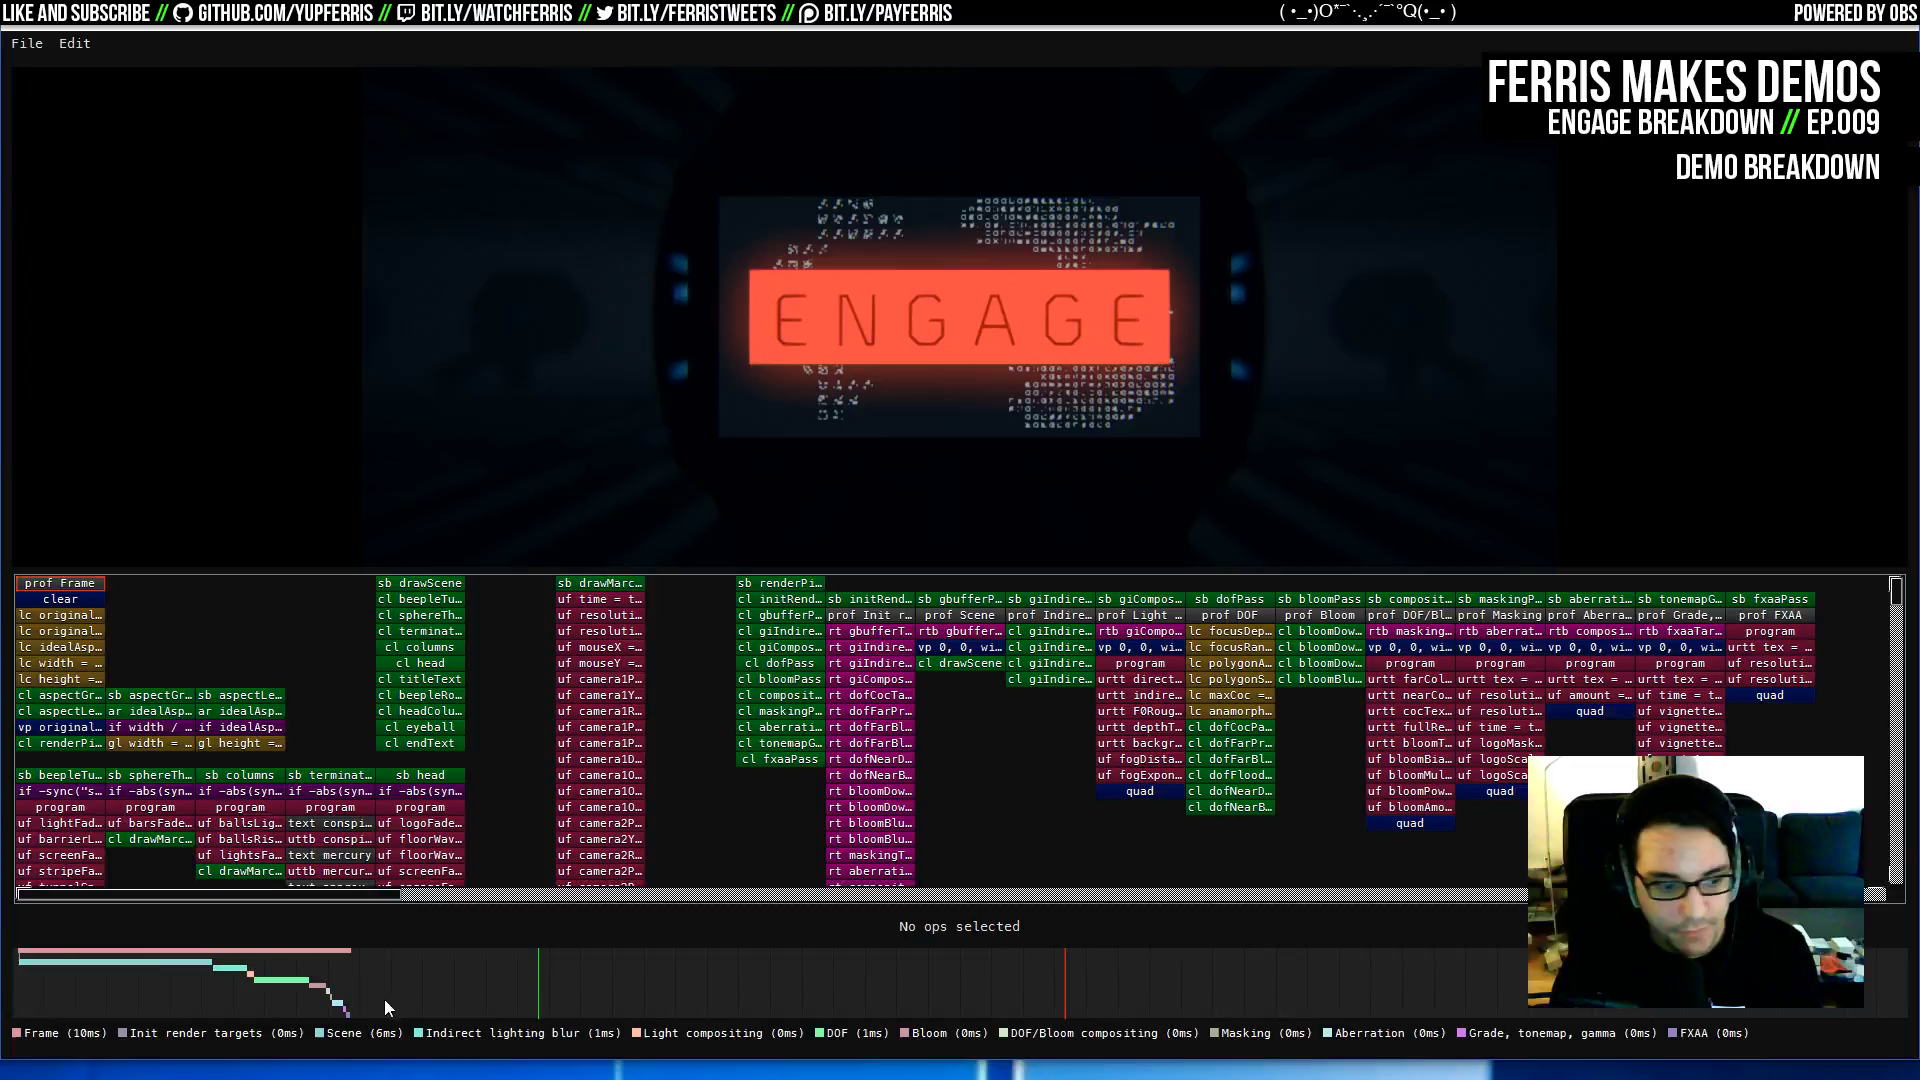 LIKE AND SUBSCRIBE // GITHUB.COM/YUPFERRIS // BIT.LY/WATCHFERRIS // BIT.LY/FERRISTWEETS // BIT.LY/PAYFERRIS
POWERED BY OBS
File Edit
FERRIS MAKES DEMOS
ENGAGE BREAKDOWN // EP.009
DEMO BREAKDOWN
ENGAGE
prof Frame sb drawScene sb drawMarc… sb renderPi…
clear cl beepleTu… uf time = t… cl initRend… sb initRend… sb gbufferP… sb giIndire… sb giCompos… sb dofPass sb bloomPass sb composit… sb maskingP… sb aberrati… sb tonemapG… sb fxaaPass
lc original… cl sphereTh… uf resoluti… cl gbufferP… prof Init r… prof Scene prof Indire… prof Light … prof DOF prof Bloom prof DOF/Bl… prof Masking prof Aberra… prof Grade,… prof FXAA
lc original… cl terminat… uf resoluti… cl giIndire… rt gbufferT… rtb gbuffer… cl giIndire… rtb giCompo… lc focusDep… cl bloomDow… rtb masking… rtb aberrat… rtb composi… rtb fxaaTar… program
lc idealAsp… cl columns uf mouseX =… cl giCompos… rt giIndire… vp 0, 0, wi… cl giIndire… vp 0, 0, wi… lc focusRan… cl bloomDow… vp 0, 0, wi… vp 0, 0, wi… vp 0, 0, wi… vp 0, 0, wi… urtt tex = …
lc width = … cl head uf mouseY =… cl dofPass rt giIndire… cl drawScene cl giIndire… program lc polygonA… cl bloomDow… program program program program uf resoluti…
lc height =… cl titleText uf camera1P… cl bloomPass rt giCompos… cl giIndire… urtt direct… lc polygonS… cl bloomBlu… urtt farCol… urtt tex = … urtt tex = … urtt tex = … uf resoluti…
cl aspectGr… sb aspectGr… sb aspectLe… cl beepleRo… uf camera1Y… cl composit… rt dofCocTa… urtt indire… lc maxCoc =… urtt nearCo… uf resoluti… uf amount =… uf time = t… quad
cl aspectLe… ar idealAsp… ar idealAsp… cl headColu… uf camera1R… cl maskingP… rt dofFarPr… urtt F0Roug… lc anamorph… urtt cocTex… uf resoluti… quad uf vignette…
vp original… if width / … if idealAsp… cl eyeball uf camera1P… cl aberrati… rt dofFarBl… urtt depthT… cl dofCocPa… urtt fullRe… uf time = t… uf vignette…
cl renderPi… gl width = … gl height =… cl endText uf camera1P… cl tonemapG… rt dofFarBl… urtt backgr… cl dofFarPr… urtt bloomT… uf logoMask… uf vignette…
uf camera1D… cl fxaaPass rt dofNearD… uf fogDista… cl dofFarBl… uf bloomBia… uf logoSca…
sb beepleTu… sb sphereTh… sb columns sb terminat… sb head uf camera1O… rt dofNearB… uf fogExpon… cl dofFlood… uf bloomMul… uf logoSca…
if −sync("s… if −abs(syn… if −abs(syn… if −abs(syn… if −abs(syn… uf camera1O… rt bloomDow… quad cl dofNearD… uf bloomPow… quad
program program program program program uf camera1O… rt bloomDow… cl dofNearB… uf bloomAmo…
uf lightFad… uf barsFade… uf ballsLig… text conspi… uf logoFade… uf camera2P… rt bloomBlu… quad
uf barrierL… cl drawMarc… uf ballsRis… uttb conspi… uf floorWav… uf camera2Y… rt bloomBlu…
uf screenFa… uf lightsFa… text mercury uf floorWav… uf camera2R… rt maskingT…
uf stripeFa… cl drawMarc… uttb mercur… uf screenFa… uf camera2P… rt aberrati…
No ops selected
Frame (10ms) Init render targets (0ms) Scene (6ms) Indirect lighting blur (1ms) Light compositing (0ms) DOF (1ms) Bloom (0ms) DOF/Bloom compositing (0ms) Masking (0ms) Aberration (0ms) Grade, tonemap, gamma (0ms) FXAA (0ms)